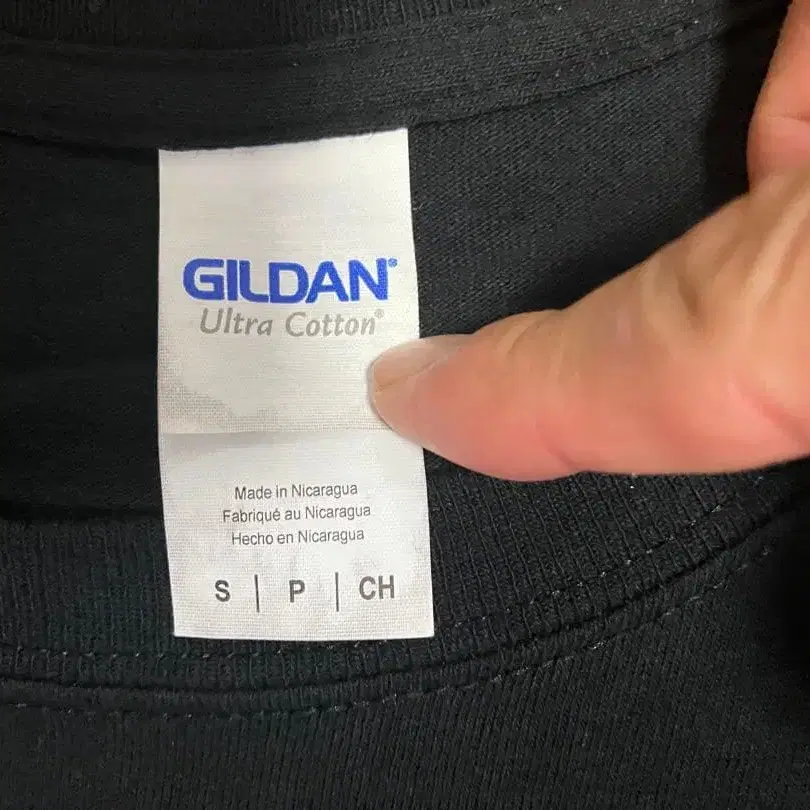 GILDAN®
Ultra Cotton®
Made in Nicaragua
Fabriqué au Nicaragua
Hecho en Nicaragua
S | P | CH